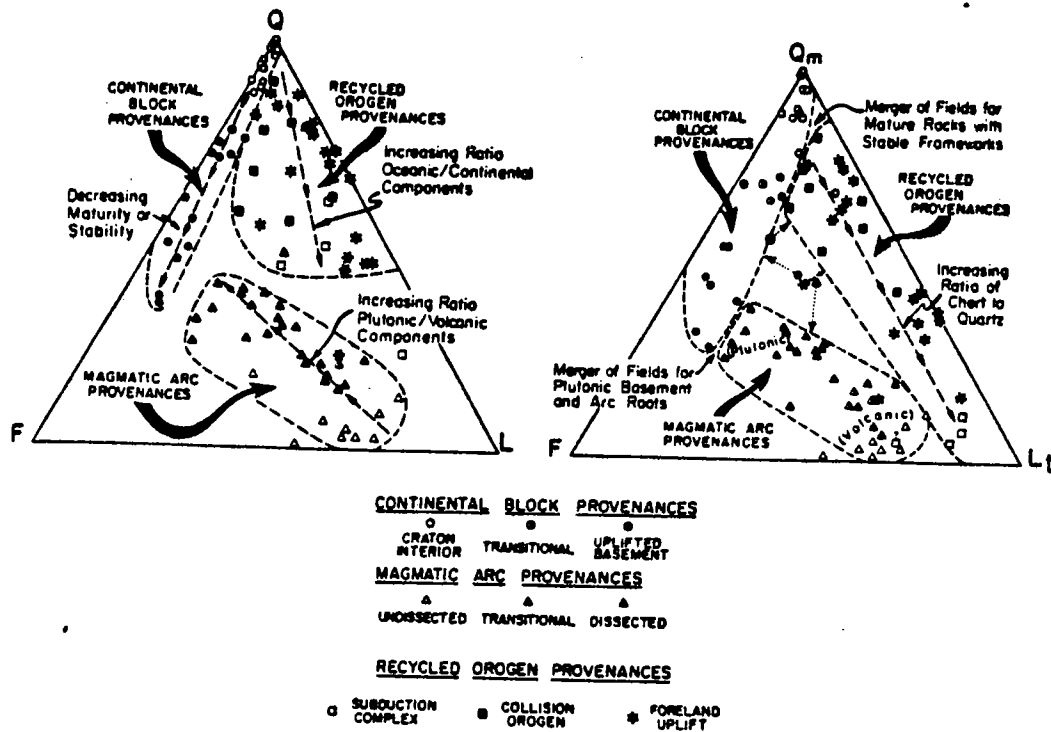 Q
CONTINENTAL
BLOCK
PROVENANCES
RECYCLED
OROGEN
PROVENANCES
Increasing Ratio
Oceanic/Continental
Components
Decreasing
Maturity or
Stability
Increasing Ratio
Plutonic/Volcanic
Components
MAGMATIC ARC
PROVENANCES
F
L
Qm
CONTINENTAL
BLOCK
PROVENANCES
Merger of Fields for
Mature Rocks with
Stable Frameworks
RECYCLED
OROGEN
PROVENANCES
Increasing
Ratio of
Chert to
Quartz
(Plutonic)
Merger of Fields for
Plutonic Basement
and Arc Roots
MAGMATIC ARC
PROVENANCES
(Volcanic)
F
Lt
CONTINENTAL BLOCK PROVENANCES
CRATON
INTERIOR
TRANSITIONAL
UPLIFTED
BASEMENT
MAGMATIC ARC PROVENANCES
UNDISSECTED TRANSITIONAL DISSECTED
RECYCLED OROGEN PROVENANCES
SUBDUCTION
COMPLEX
COLLISION
OROGEN
FORELAND
UPLIFT